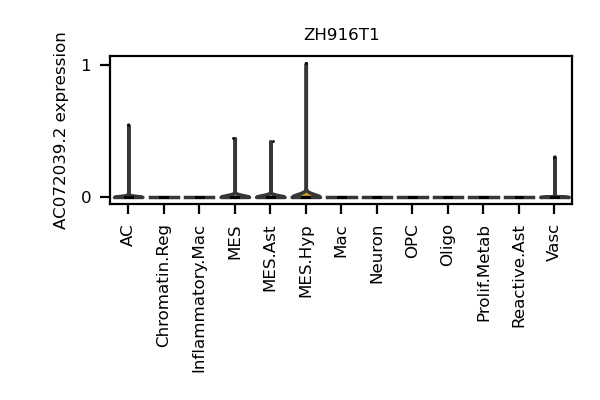 ZH916T1
AC072039.2 expression
1
0
AC
Chromatin.Reg
Inflammatory.Mac
MES
MES.Ast
MES.Hyp
Mac
Neuron
OPC
Oligo
Prolif.Metab
Reactive.Ast
Vasc